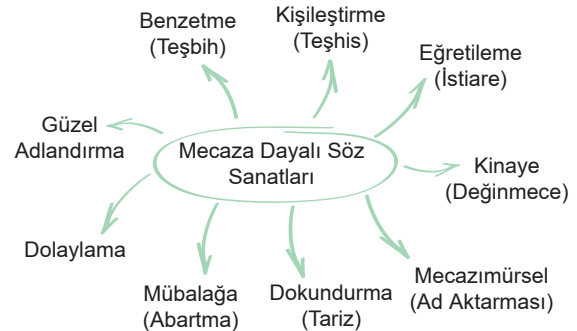 Benzetme
(Teşbih)
Kişileştirme
(Teşhis)
Eğretileme
(İstiare)
Güzel
Adlandırma
Mecaza Dayalı Söz
Sanatları
Kinaye
(Değinmece)
Dolaylama
Mübalağa
(Abartma)
Dokundurma
(Tariz)
Mecazımürsel
(Ad Aktarması)